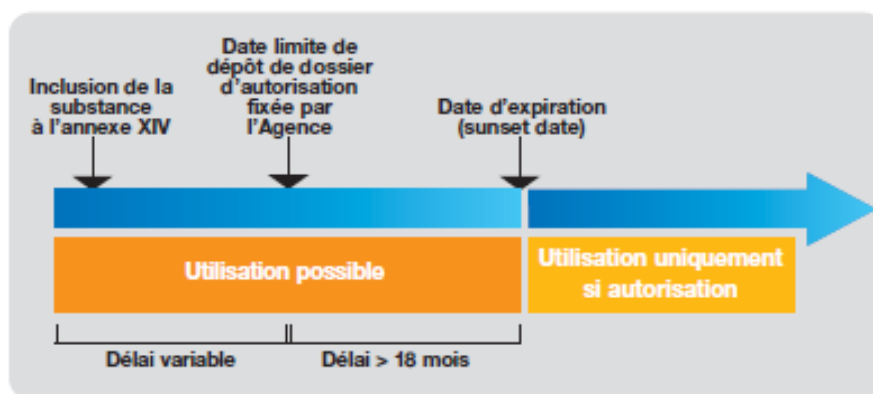 Inclusion de la
substance
à l'annexe XIV
Date limite de
dépôt de dossier
d'autorisation
fixée par
l'Agence
Date d'expiration
(sunset date)
Utilisation possible
Utilisation uniquement
si autorisation
Délai variable
Délai > 18 mois